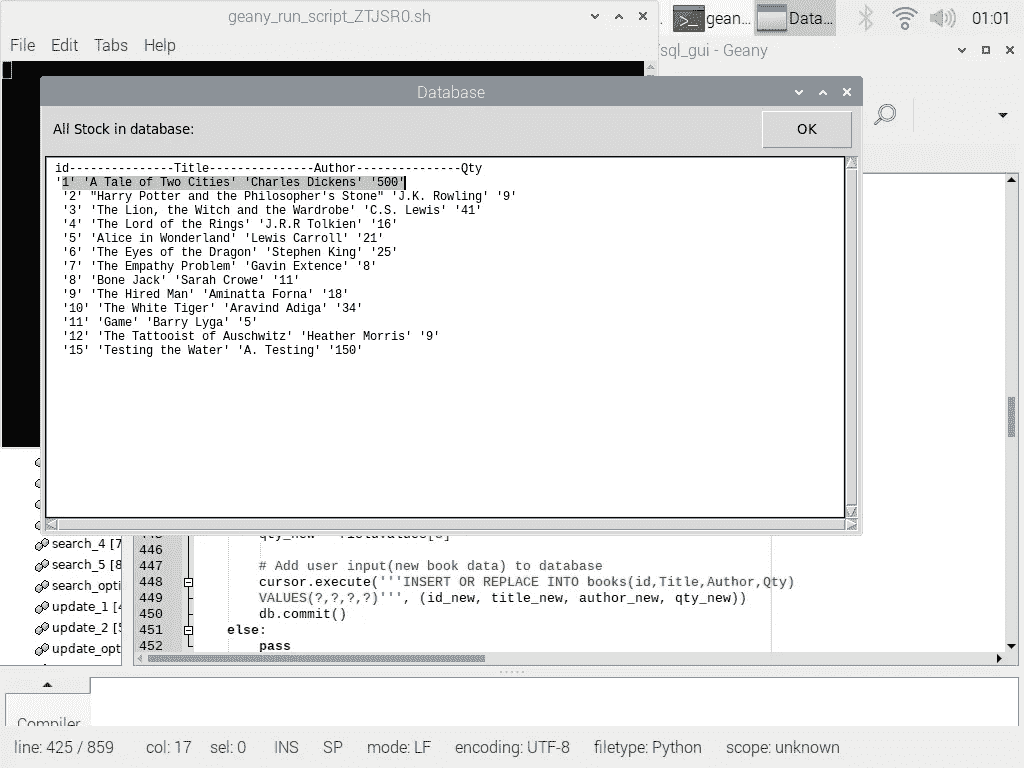 geany_run_script_ZTJSR0.sh
gean...
Data...
01:01
File Edit Tabs Help
sql_gui - Geany
Database
All Stock in database:
OK
id---------------Title---------------Author---------------Qty
'1' 'A Tale of Two Cities' 'Charles Dickens' '500'
'2' "Harry Potter and the Philosopher's Stone" 'J.K. Rowling' '9'
'3' 'The Lion, the Witch and the Wardrobe' 'C.S. Lewis' '41'
'4' 'The Lord of the Rings' 'J.R.R Tolkien' '16'
'5' 'Alice in Wonderland' 'Lewis Carroll' '21'
'6' 'The Eyes of the Dragon' 'Stephen King' '25'
'7' 'The Empathy Problem' 'Gavin Extence' '8'
'8' 'Bone Jack' 'Sarah Crowe' '11'
'9' 'The Hired Man' 'Aminatta Forna' '18'
'10' 'The White Tiger' 'Aravind Adiga' '34'
'11' 'Game' 'Barry Lyga' '5'
'12' 'The Tattooist of Auschwitz' 'Heather Morris' '9'
'15' 'Testing the Water' 'A. Testing' '150'
search_4 [7
search_5 [8
search_opti
update_1 [4
update_2 [5
update_opt
446
447 # Add user input(new book data) to database
448 cursor.execute('''INSERT OR REPLACE INTO books(id,Title,Author,Qty)
449 VALUES(?,?,?,?)''', (id_new, title_new, author_new, qty_new))
450 db.commit()
451 else:
452 pass
Compiler
line: 425 / 859 col: 17 sel: 0 INS SP mode: LF encoding: UTF-8 filetype: Python scope: unknown